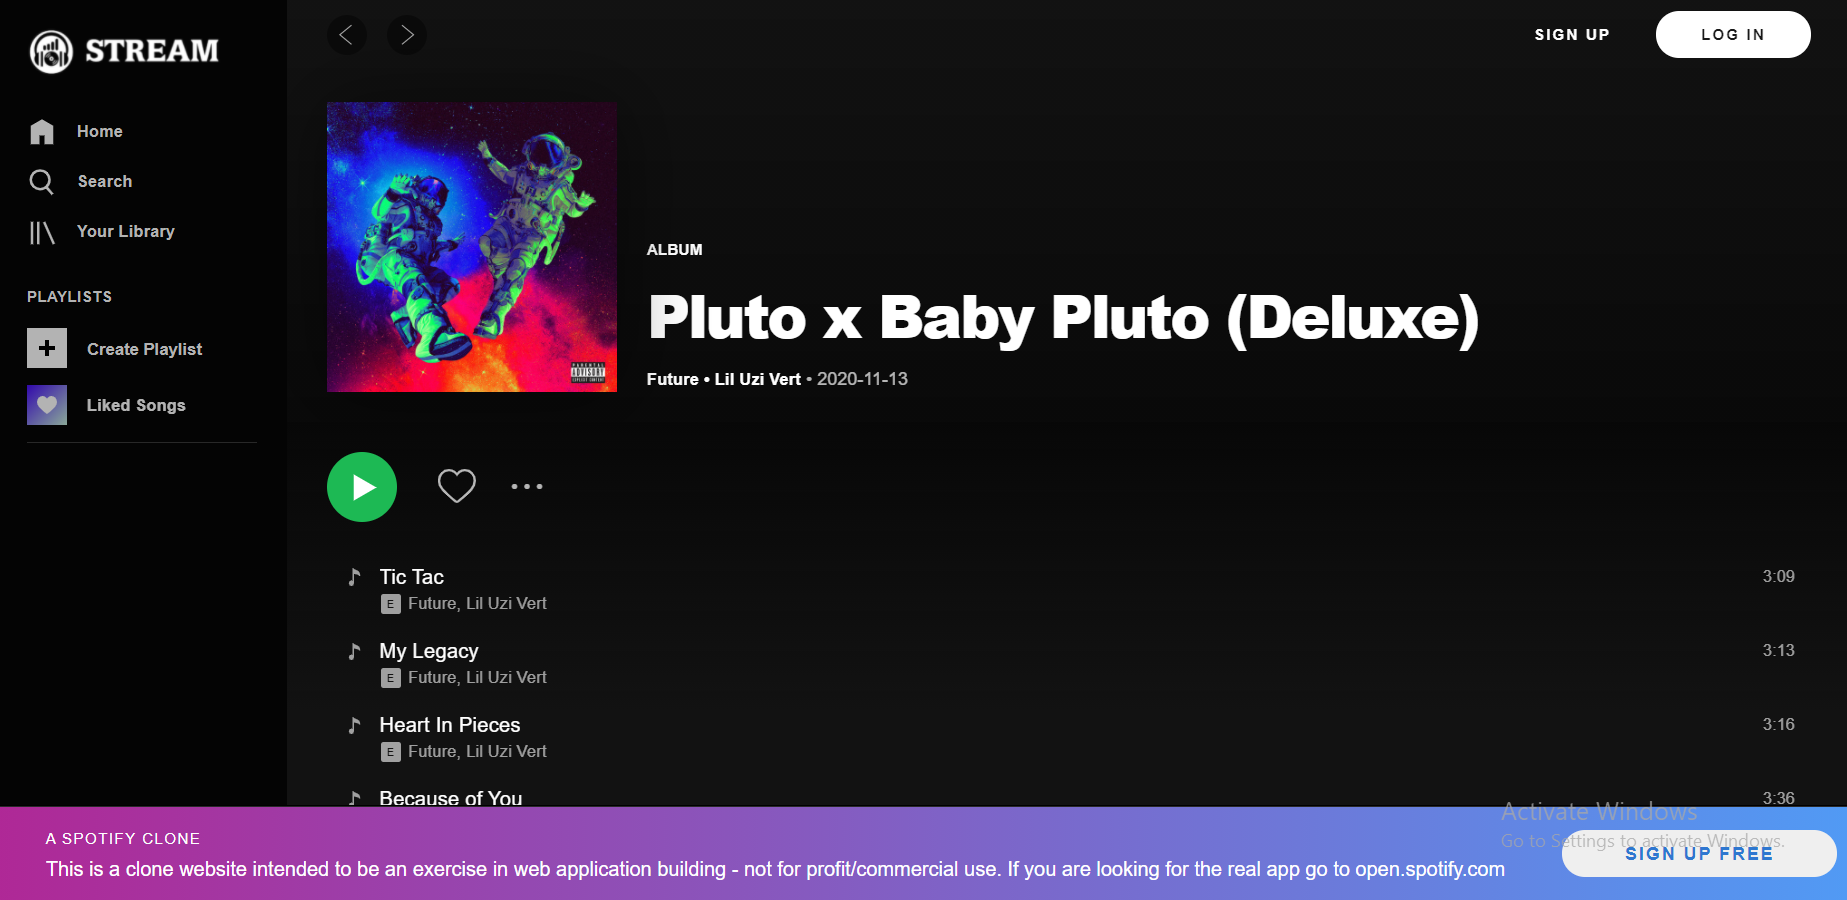 STREAM
SIGN UP
LOG IN
Home
Search
Your Library
PLAYLISTS
Create Playlist
Liked Songs
PARENTAL
ADVISORY
EXPLICIT CONTENT
ALBUM
Pluto x Baby Pluto (Deluxe)
Future • Lil Uzi Vert • 2020-11-13
Tic Tac
3:09
E Future, Lil Uzi Vert
My Legacy
3:13
E Future, Lil Uzi Vert
Heart In Pieces
3:16
E Future, Lil Uzi Vert
Because of You
3:36
Activate Windows
Go to Settings to activate Windows.
A SPOTIFY CLONE
This is a clone website intended to be an exercise in web application building - not for profit/commercial use. If you are looking for the real app go to open.spotify.com
SIGN UP FREE